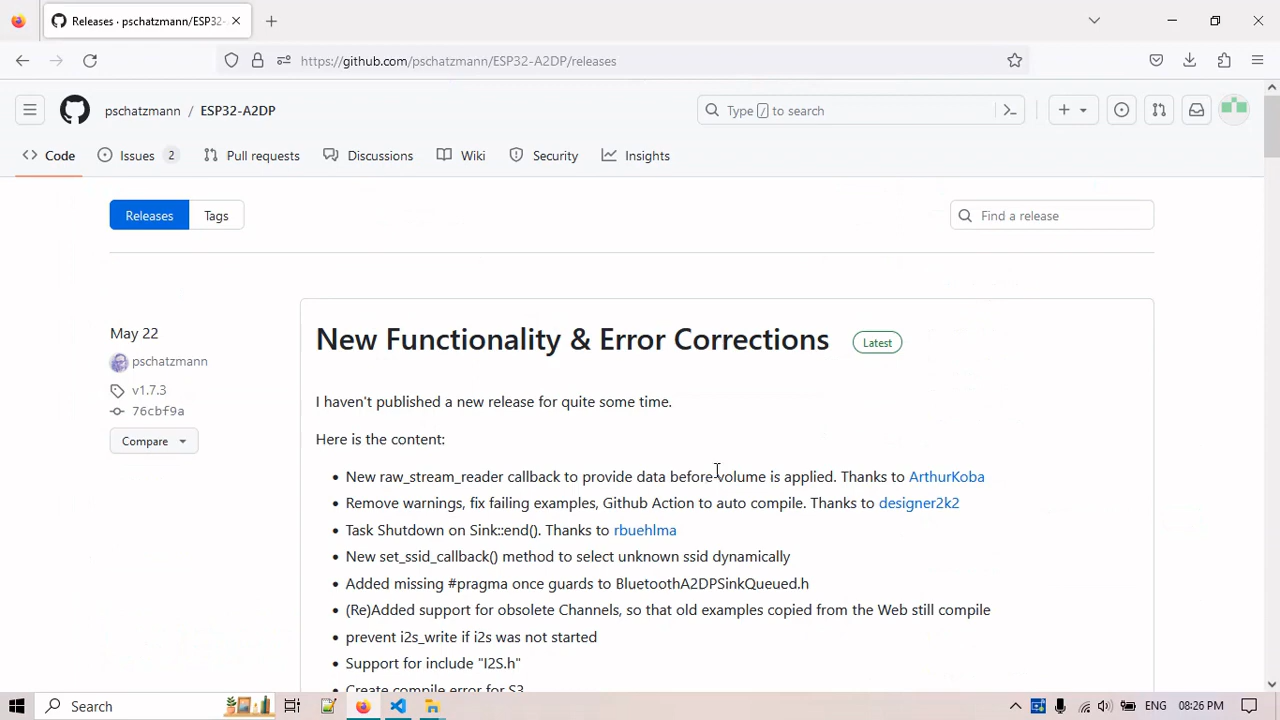 Releases · pschatzmann/ESP32-
https://github.com/pschatzmann/ESP32-A2DP/releases
pschatzmann / ESP32-A2DP
Type / to search
Code
Issues 2
Pull requests
Discussions
Wiki
Security
Insights
Releases
Tags
Find a release
May 22
pschatzmann
v1.7.3
76cbf9a
Compare
New Functionality & Error Corrections Latest
I haven't published a new release for quite some time.
Here is the content:
• New raw_stream_reader callback to provide data before volume is applied. Thanks to ArthurKoba
• Remove warnings, fix failing examples, Github Action to auto compile. Thanks to designer2k2
• Task Shutdown on Sink::end(). Thanks to rbuehlma
• New set_ssid_callback() method to select unknown ssid dynamically
• Added missing #pragma once guards to BluetoothA2DPSinkQueued.h
• (Re)Added support for obsolete Channels, so that old examples copied from the Web still compile
• prevent i2s_write if i2s was not started
• Support for include "I2S.h"
• Create compile error for S3
Search
ENG
08:26 PM